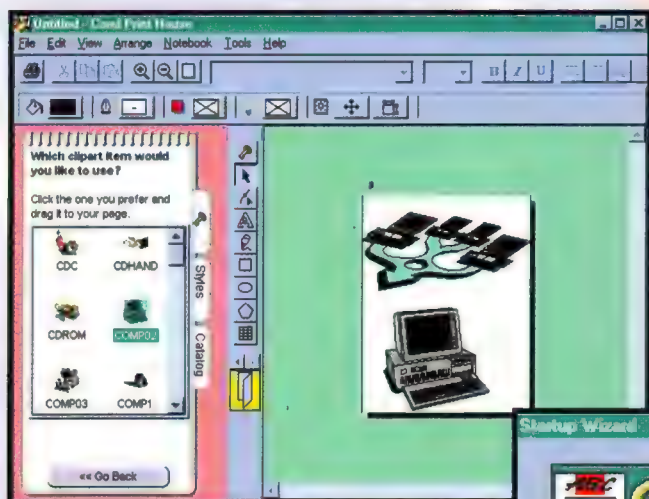 Untitled - Corel Print House
File Edit View Arrange Notebook Tools Help
B I U
Which clipart item would
you like to use?
Click the one you prefer and
drag it to your page.
CDC CDHAND
CDROM COMP02
COMP03 COMP1
<< Go Back
Styles
Catalog
Startup Wizard
ABC